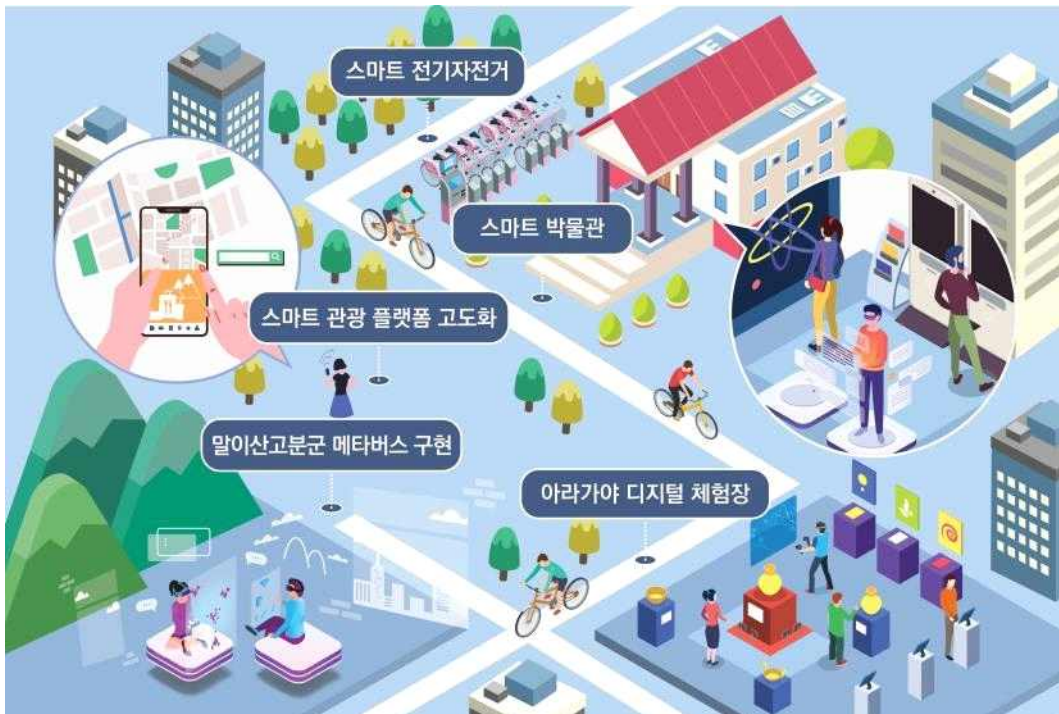 스마트 전기자전거
스마트 박물관
스마트 관광 플랫폼 고도화
말이산고분군 메타버스 구현
아라가야 디지털 체험장